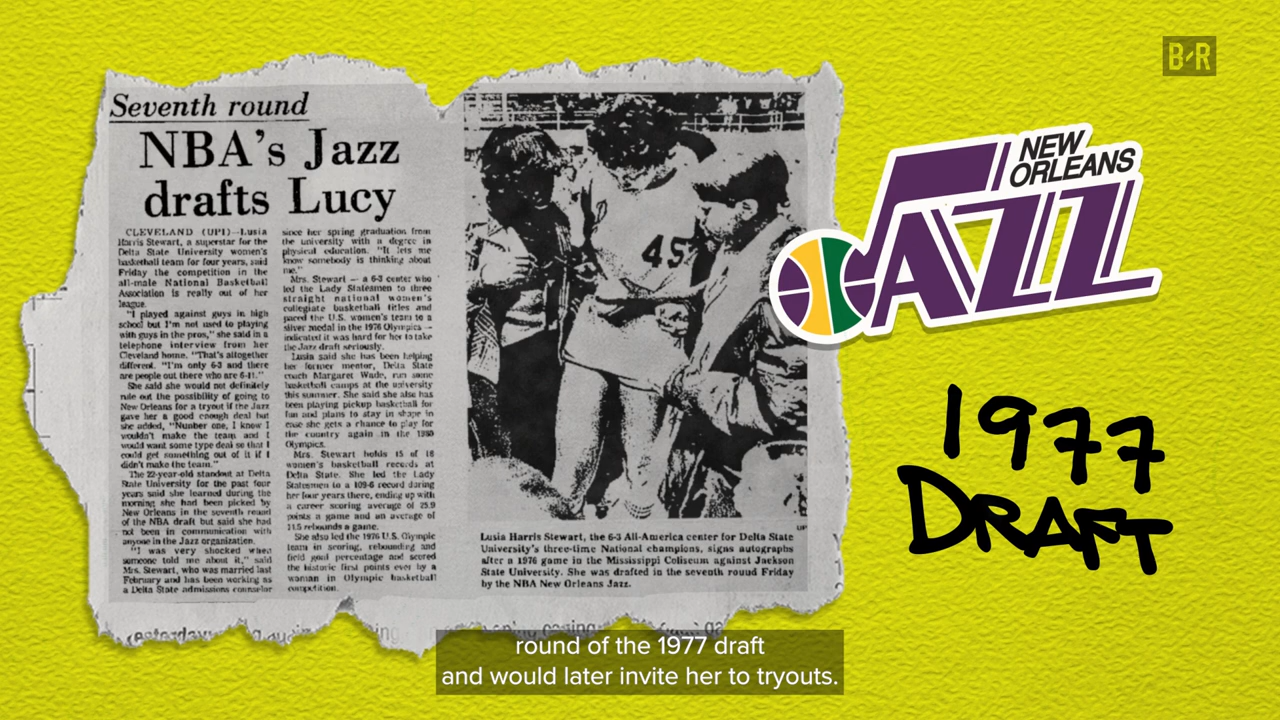 B/R
Seventh round
NBA's Jazz
drafts Lucy
CLEVELAND (UPI)—Lusia
Harris Stewart, a superstar for the
Delta State University women's
basketball team for four years, said
Friday the competition in the
all-male National Basketball
Association is really out of her
league.
"I played against guys in high
school but I'm not used to playing
with guys in the pros," she said in a
telephone interview from her
Cleveland home. "That's altogether
different. "I'm only 6-3 and there
are people out there who are 6-11."
She said she would not definitely
rule out the possibility of going to
New Orleans for a tryout if the Jazz
gave her a good enough deal but
she added, "Number one, I know I
wouldn't make the team and I
would want some type deal so that I
could get something out of it if I
didn't make the team."
The 22-year-old standout at Delta
State University for the past four
years said she learned during the
morning she had been picked by
New Orleans in the seventh round
of the NBA draft but said she had
not been in communication with
anyone in the Jazz organization.
"I was very shocked when
someone told me about it," said
Mrs. Stewart, who was married last
February and has been working as
a Delta State admissions counselor
since her spring graduation from
the university with a degree in
physical education. "It lets me
know somebody is thinking about
me."
Mrs. Stewart — a 6-3 center who
led the Lady Statesmen to three
straight national women's
collegiate basketball titles and
paced the U.S. women's team to a
silver medal in the 1976 Olympics —
indicated it was hard for her to take
the Jazz draft seriously.
Lusia said she has been helping
her former mentor, Delta State
coach Margaret Wade, run some
basketball camps at the university
this summer. She said she also has
been playing pickup basketball for
fun and plans to stay in shape in
case she gets a chance to play for
the country again in the 1980
Olympics.
Mrs. Stewart holds 15 of 18
women's basketball records at
Delta State. She led the Lady
Statesmen to a 109-6 record during
her four years there, ending up with
a career scoring average of 25.9
points a game and an average of
14.5 rebounds a game.
She also led the 1976 U.S. Olympic
team in scoring, rebounding and
field goal percentage and scored
the historic first points ever by a
woman in Olympic basketball
competition.
45
UPI
Lusia Harris Stewart, the 6-3 All-America center for Delta State
University's three-time National champions, signs autographs
after a 1976 game in the Mississippi Coliseum against Jackson
State University. She was drafted in the seventh round Friday
by the NBA New Orleans Jazz.
NEW
ORLEANS
JAZZ
1977
DRAFT
round of the 1977 draft
and would later invite her to tryouts.